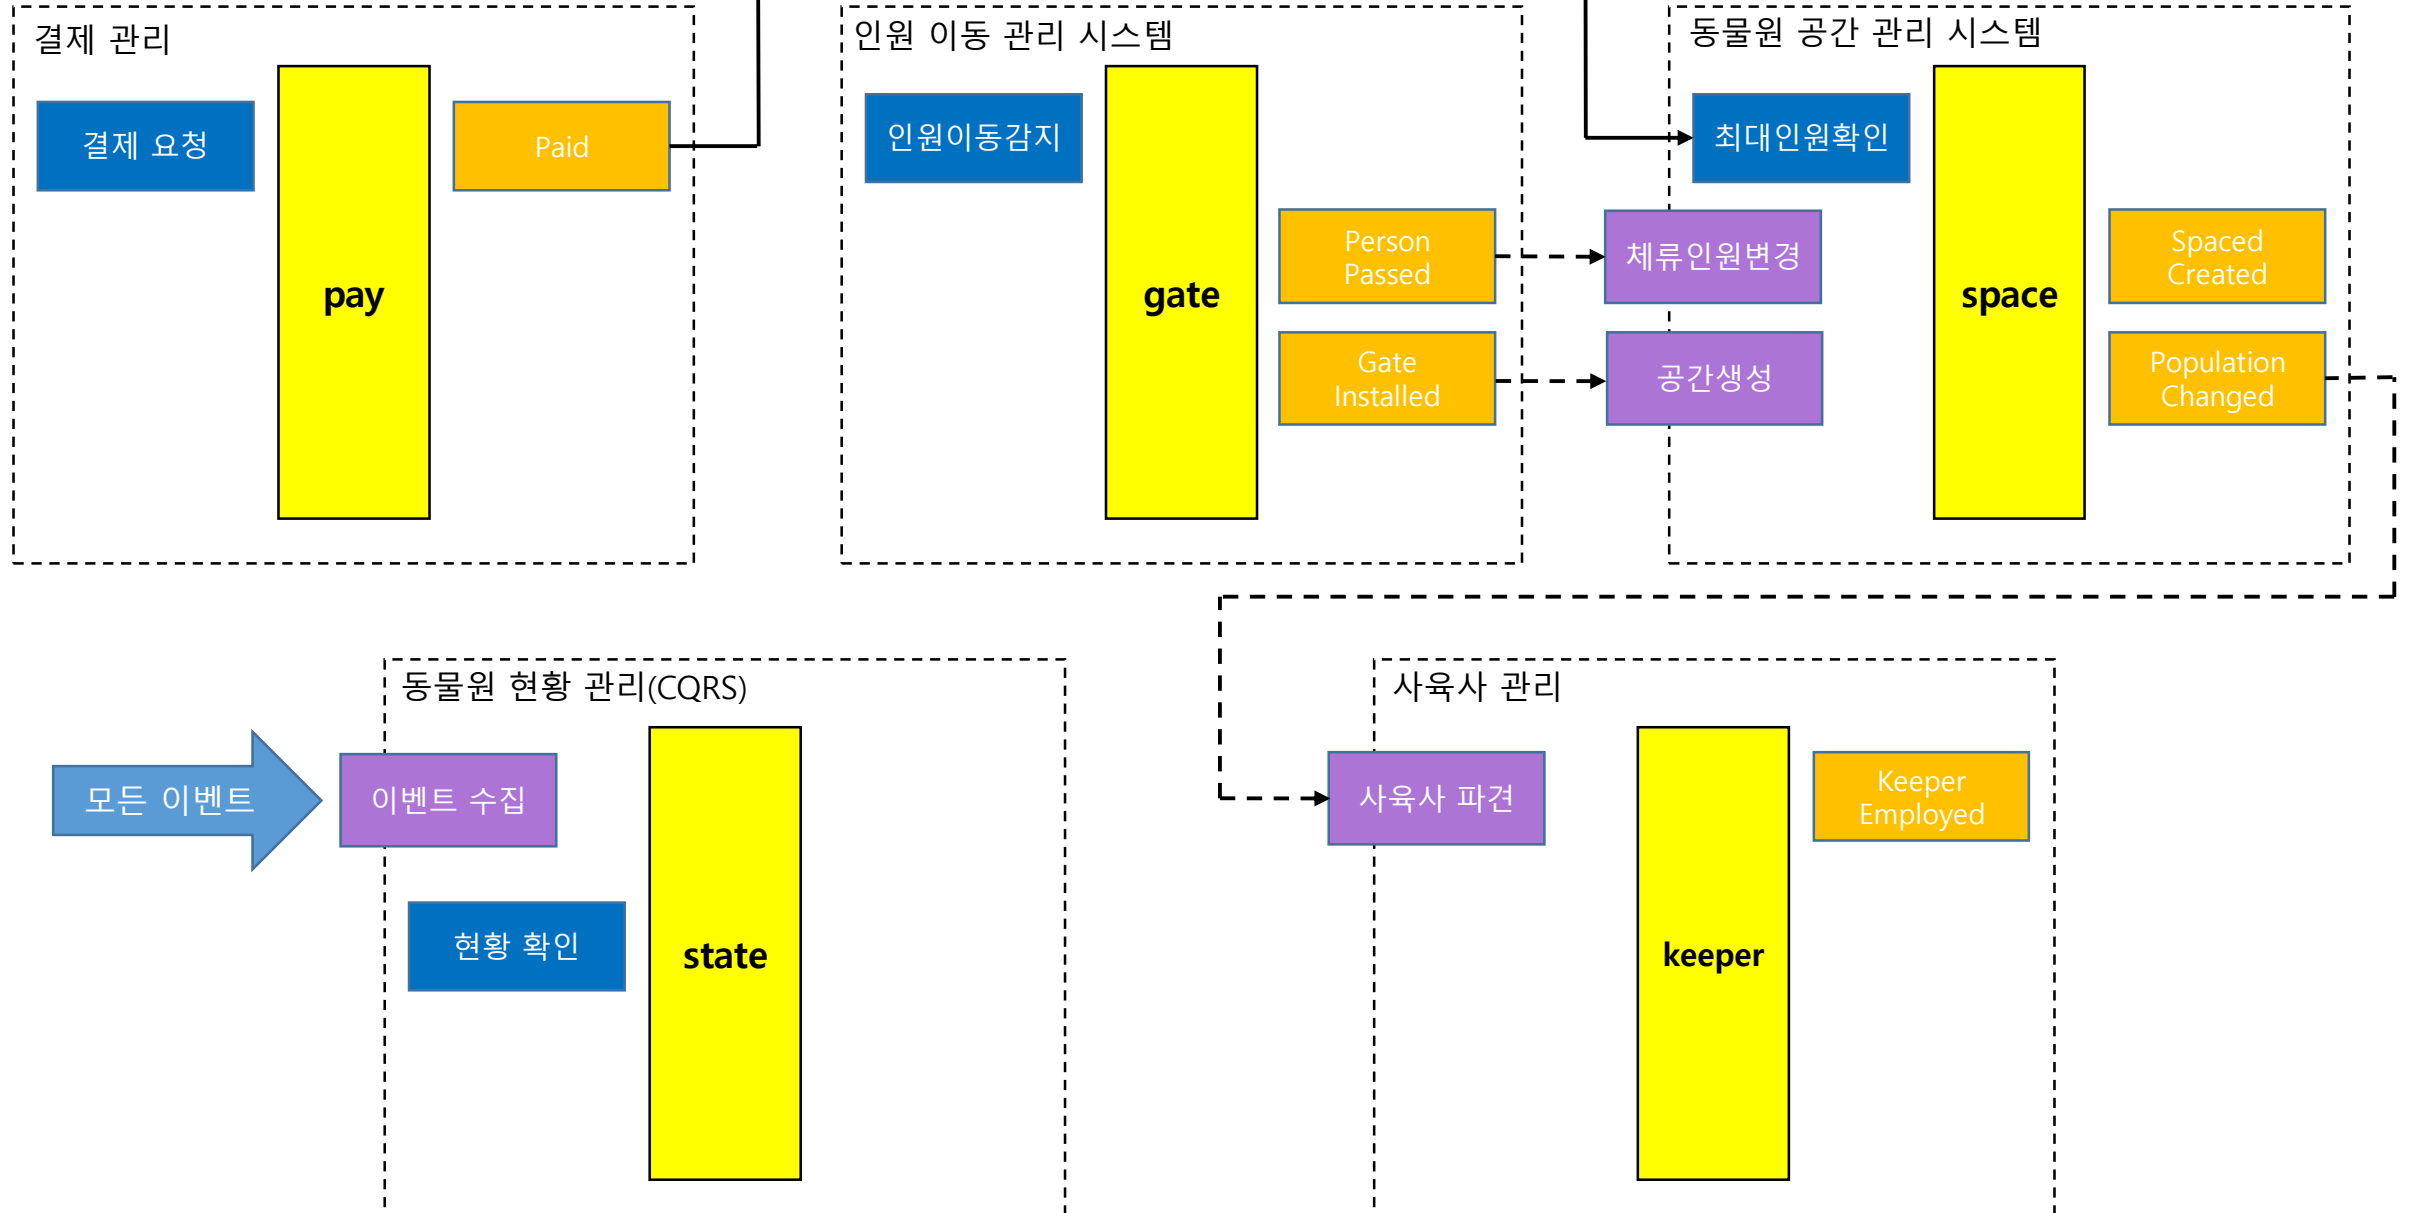 결제 관리
결제 요청
pay
Paid
인원 이동 관리 시스템
인원이동감지
gate
Person
Passed
Gate
Installed
동물원 공간 관리 시스템
최대인원확인
체류인원변경
공간생성
space
Spaced
Created
Population
Changed
모든 이벤트
동물원 현황 관리(CQRS)
이벤트 수집
현황 확인
state
사육사 관리
사육사 파견
keeper
Keeper
Employed